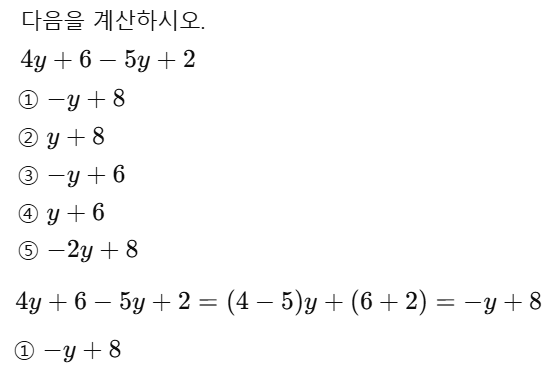 다음을 계산하시오.
4y + 6 − 5y + 2
① −y + 8
② y + 8
③ −y + 6
④ y + 6
⑤ −2y + 8
4y + 6 − 5y + 2 = (4 − 5)y + (6 + 2) = −y + 8
① −y + 8